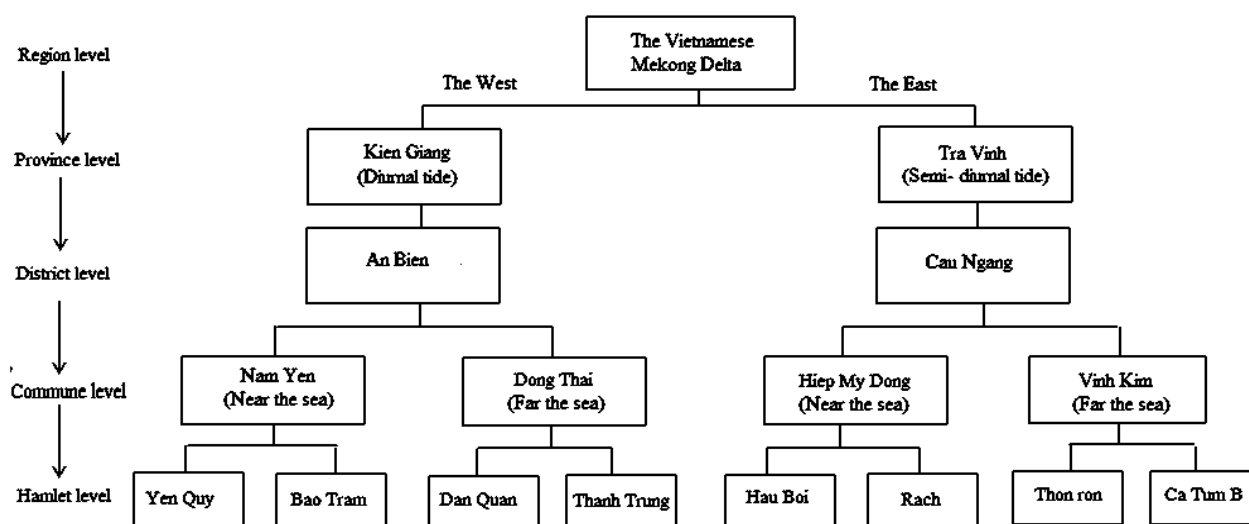 Region level
The Vietnamese
Mekong Delta
The West
The East
Province level
Kien Giang
(Diurnal tide)
Tra Vinh
(Semi- diurnal tide)
District level
An Bien
Cau Ngang
Commune level
Nam Yen
(Near the sea)
Dong Thai
(Far the sea)
Hiep My Dong
(Near the sea)
Vinh Kim
(Far the sea)
Hamlet level
Yen Quy
Bao Tram
Dan Quan
Thanh Trung
Hau Boi
Rach
Thon ron
Ca Tum B